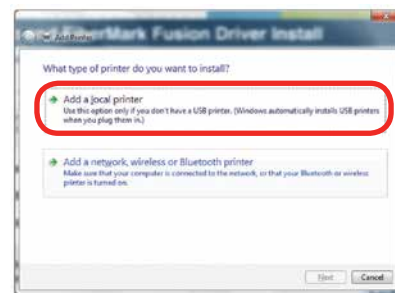 FiberMark Fusion Driver Install
Add Printer
What type of printer do you want to install?
Add a local printer
Use this option only if you don't have a USB printer. (Windows automatically installs USB printers
when you plug them in.)
Add a network, wireless or Bluetooth printer
Make sure that your computer is connected to the network, or that your Bluetooth or wireless
printer is turned on.
Next
Cancel